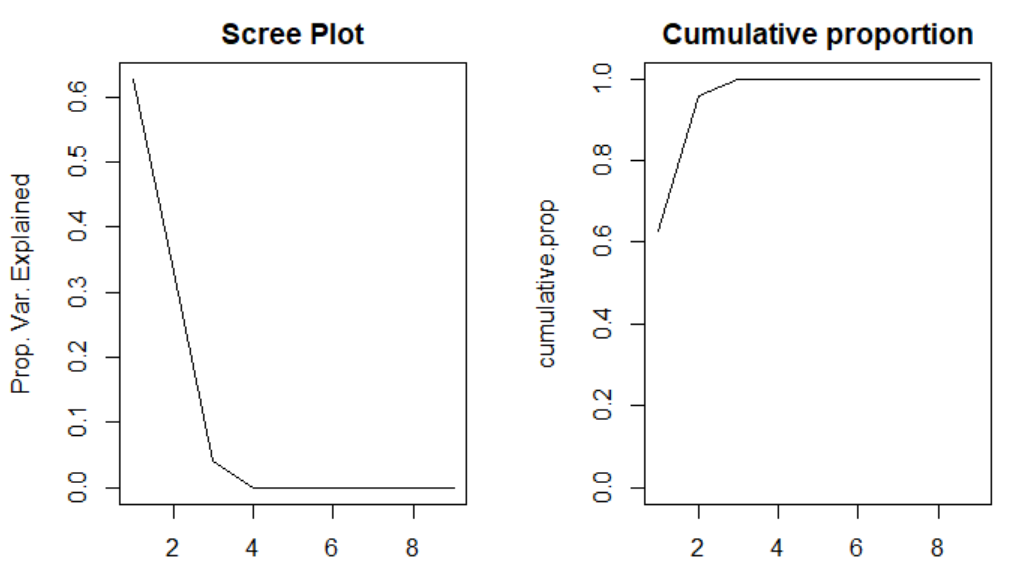 Scree Plot
Prop. Var. Explained
0.0 0.1 0.2 0.3 0.4 0.5 0.6
2 4 6 8
Cumulative proportion
cumulative.prop
0.0 0.2 0.4 0.6 0.8 1.0
2 4 6 8